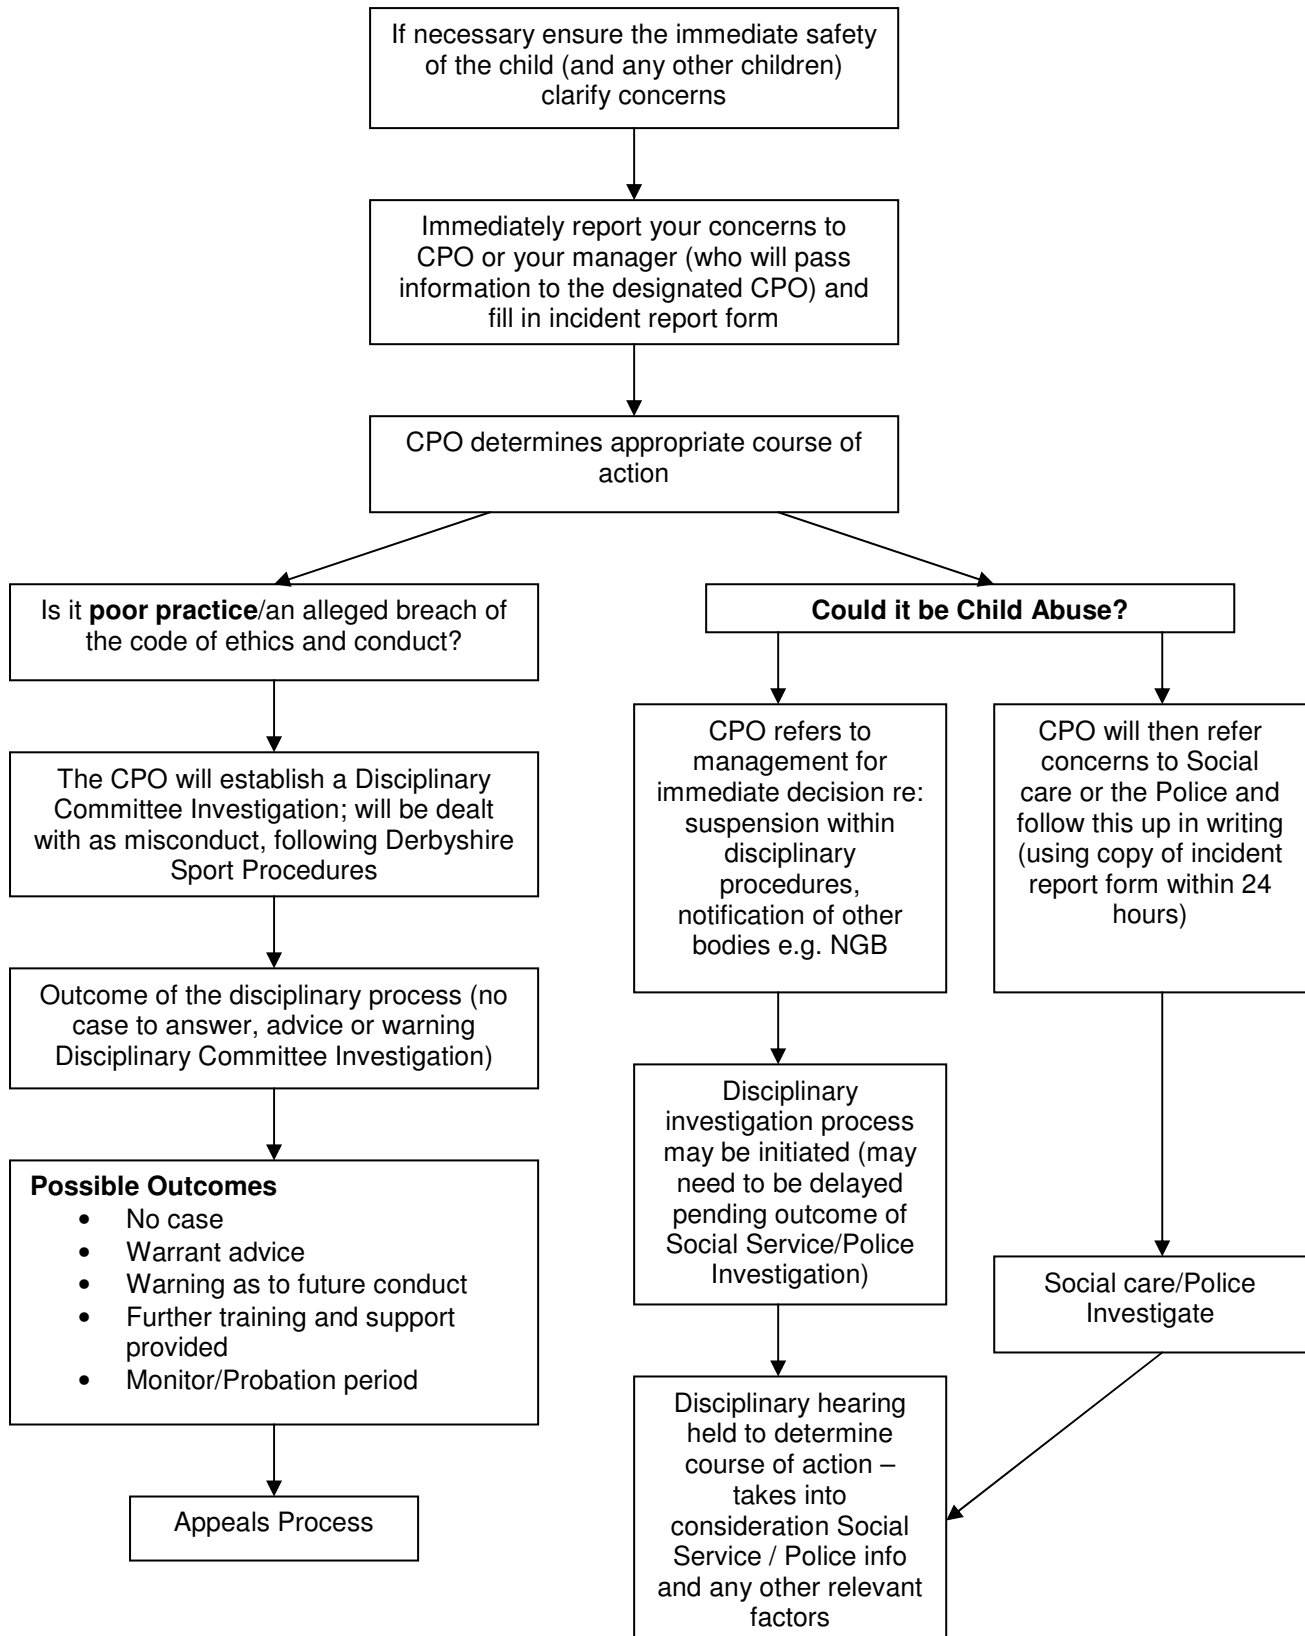 If necessary ensure the immediate safety
of the child (and any other children)
clarify concerns
Immediately report your concerns to
CPO or your manager (who will pass
information to the designated CPO) and
fill in incident report form
CPO determines appropriate course of
action
Is it poor practice/an alleged breach of
the code of ethics and conduct?
The CPO will establish a Disciplinary
Committee Investigation; will be dealt
with as misconduct, following Derbyshire
Sport Procedures
Outcome of the disciplinary process (no
case to answer, advice or warning
Disciplinary Committee Investigation)
Possible Outcomes
• No case
• Warrant advice
• Warning as to future conduct
• Further training and support
provided
• Monitor/Probation period
Appeals Process
Could it be Child Abuse?
CPO refers to
management for
immediate decision re:
suspension within
disciplinary
procedures,
notification of other
bodies e.g. NGB
Disciplinary
investigation process
may be initiated (may
need to be delayed
pending outcome of
Social Service/Police
Investigation)
Disciplinary hearing
held to determine
course of action –
takes into
consideration Social
Service / Police info
and any other relevant
factors
CPO will then refer
concerns to Social
care or the Police and
follow this up in writing
(using copy of incident
report form within 24
hours)
Social care/Police
Investigate